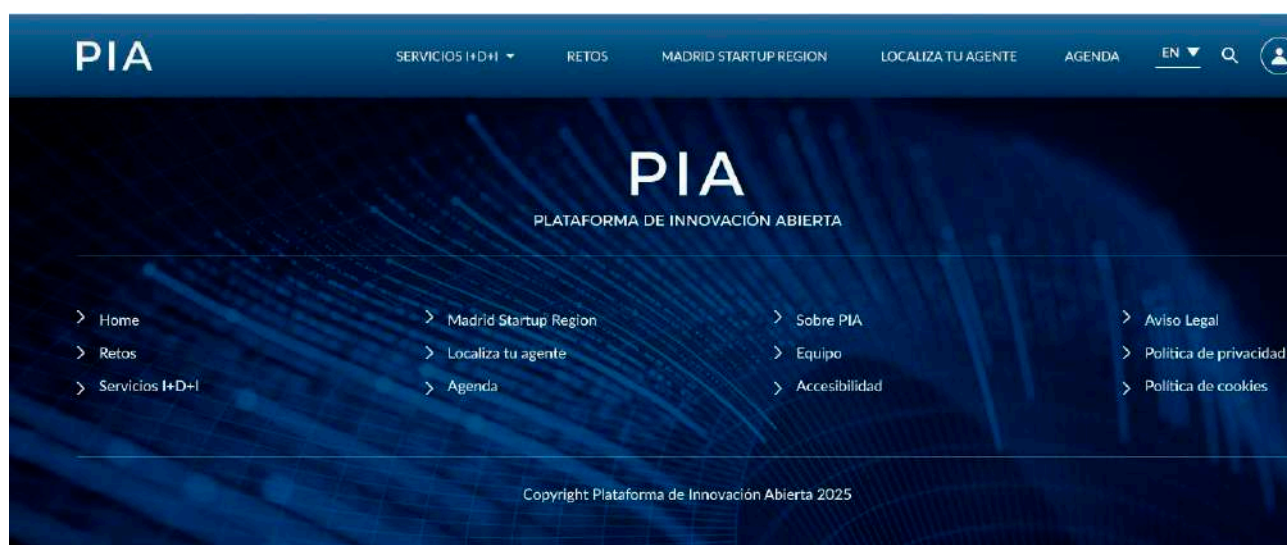 PIA SERVICIOS I+D+I RETOS MADRID STARTUP REGION LOCALIZA TU AGENTE AGENDA EN
PIA
PLATAFORMA DE INNOVACIÓN ABIERTA
Home Madrid Startup Region Sobre PIA Aviso Legal
Retos Localiza tu agente Equipo Política de privacidad
Servicios I+D+I Agenda Accesibilidad Política de cookies
Copyright Plataforma de Innovación Abierta 2025